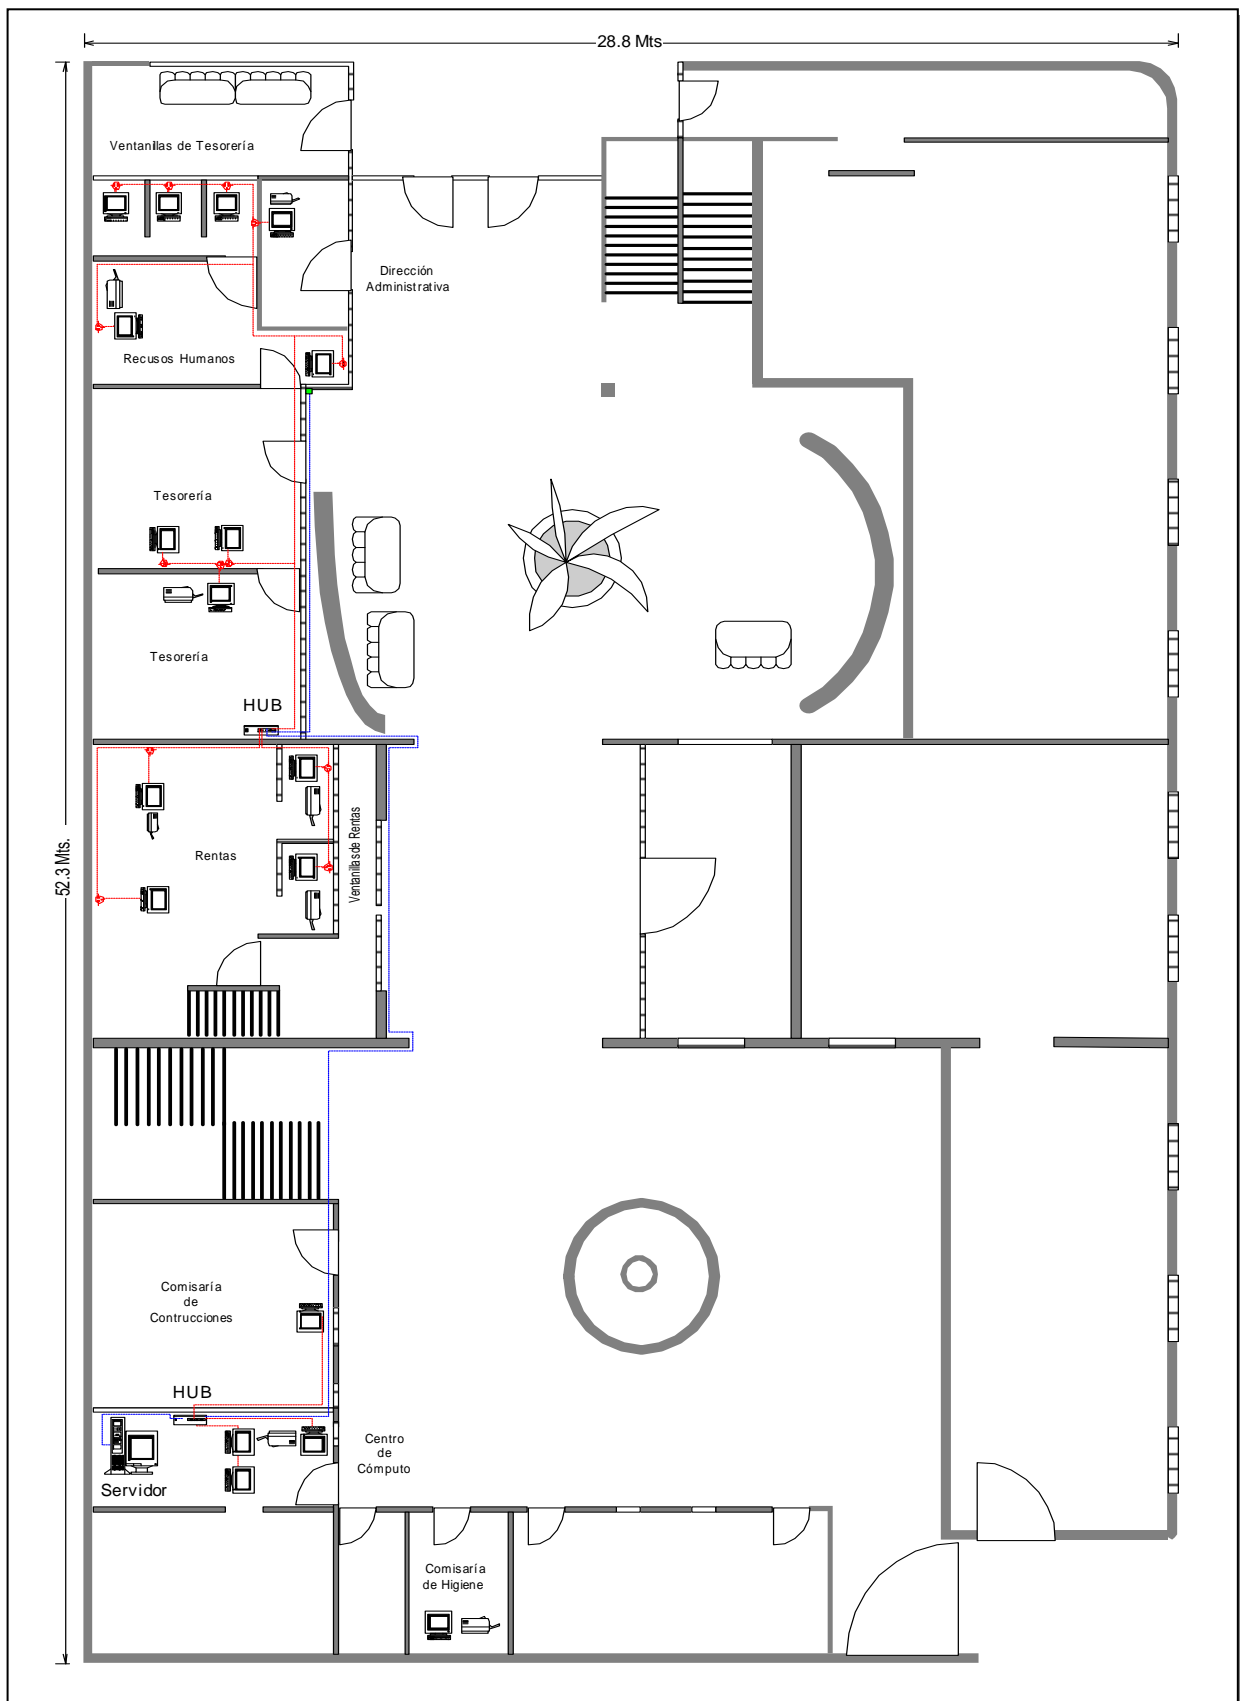 28.8 Mts
Ventanillas de Tesorería
Dirección
Administrativa
Recusos Humanos
Tesorería
Tesorería
HUB
Rentas
Ventanillas de Rentas
52.3 Mts.
Comisaría
de
Contrucciones
HUB
Centro
de
Cómputo
Servidor
Comisaría
de Higiene